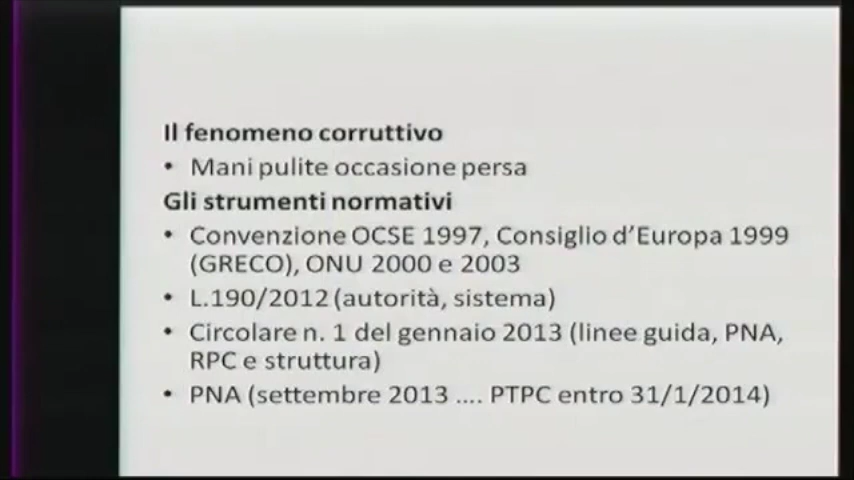 Il fenomeno corruttivo
• Mani pulite occasione persa
Gli strumenti normativi
• Convenzione OCSE 1997, Consiglio d'Europa 1999
(GRECO), ONU 2000 e 2003
• L.190/2012 (autorità, sistema)
• Circolare n. 1 del gennaio 2013 (linee guida, PNA,
RPC e struttura)
• PNA (settembre 2013 .... PTPC entro 31/1/2014)